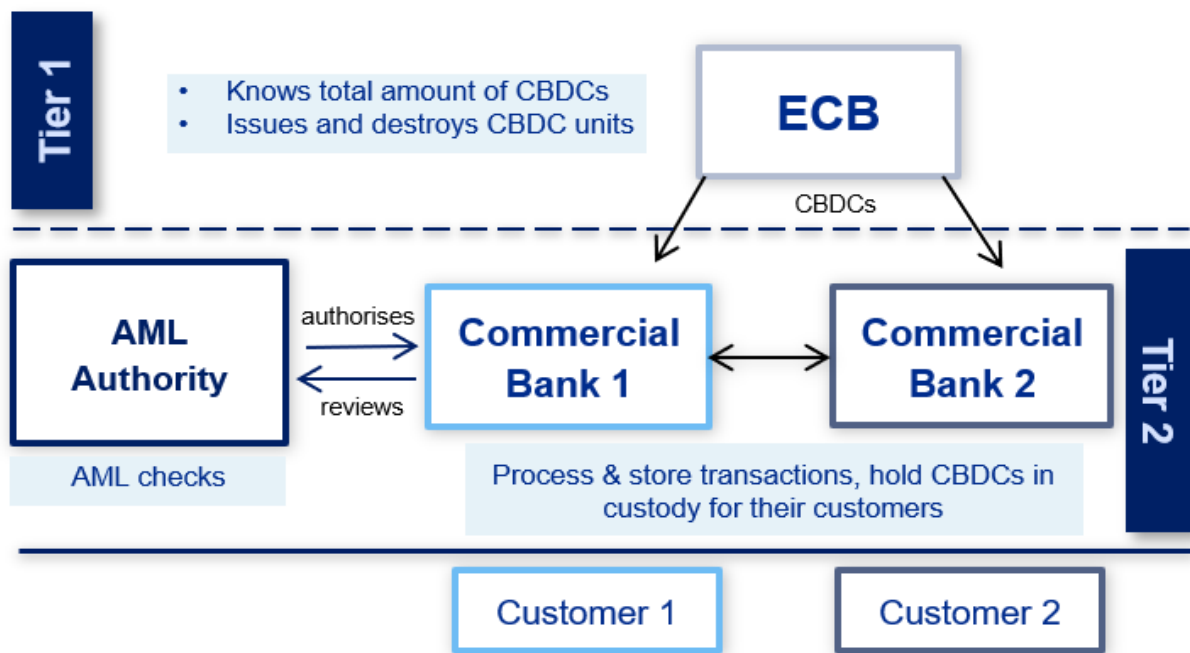 Tier 1
• Knows total amount of CBDCs
• Issues and destroys CBDC units
ECB
CBDCs
AML
Authority
authorises
reviews
Commercial
Bank 1
Commercial
Bank 2
Tier 2
AML checks
Process & store transactions, hold CBDCs in
custody for their customers
Customer 1
Customer 2